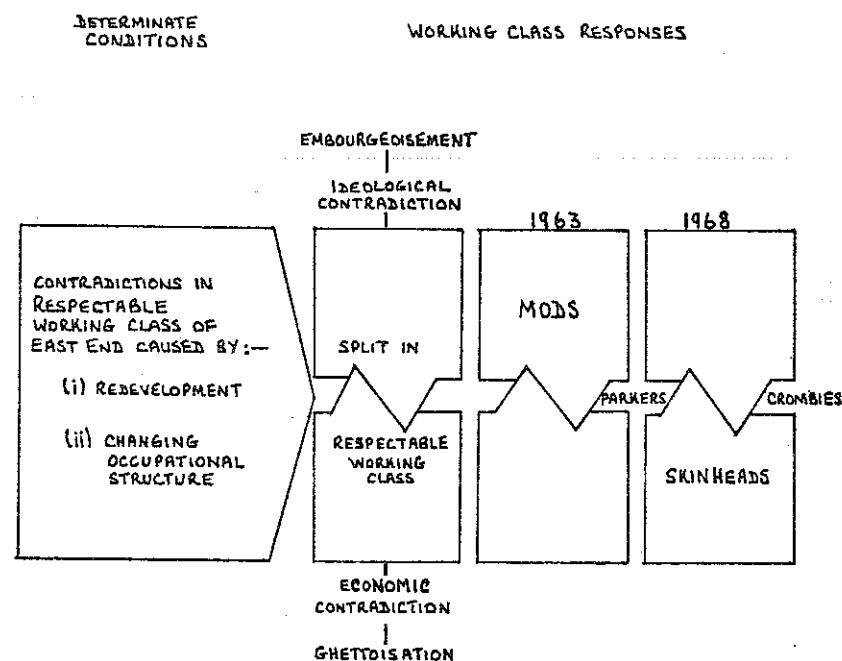 DETERMINATE
CONDITIONS
WORKING CLASS RESPONSES
EMBOURGEOISEMENT
IDEOLOGICAL
CONTRADICTION
1963
1968
CONTRADICTIONS IN
RESPECTABLE
WORKING CLASS OF
EAST END CAUSED BY:—
(i) REDEVELOPMENT
(ii) CHANGING
OCCUPATIONAL
STRUCTURE
SPLIT IN
RESPECTABLE
WORKING
CLASS
MODS
PARKERS
SKINHEADS
CROMBIES
ECONOMIC
CONTRADICTION
GHETTOISATION